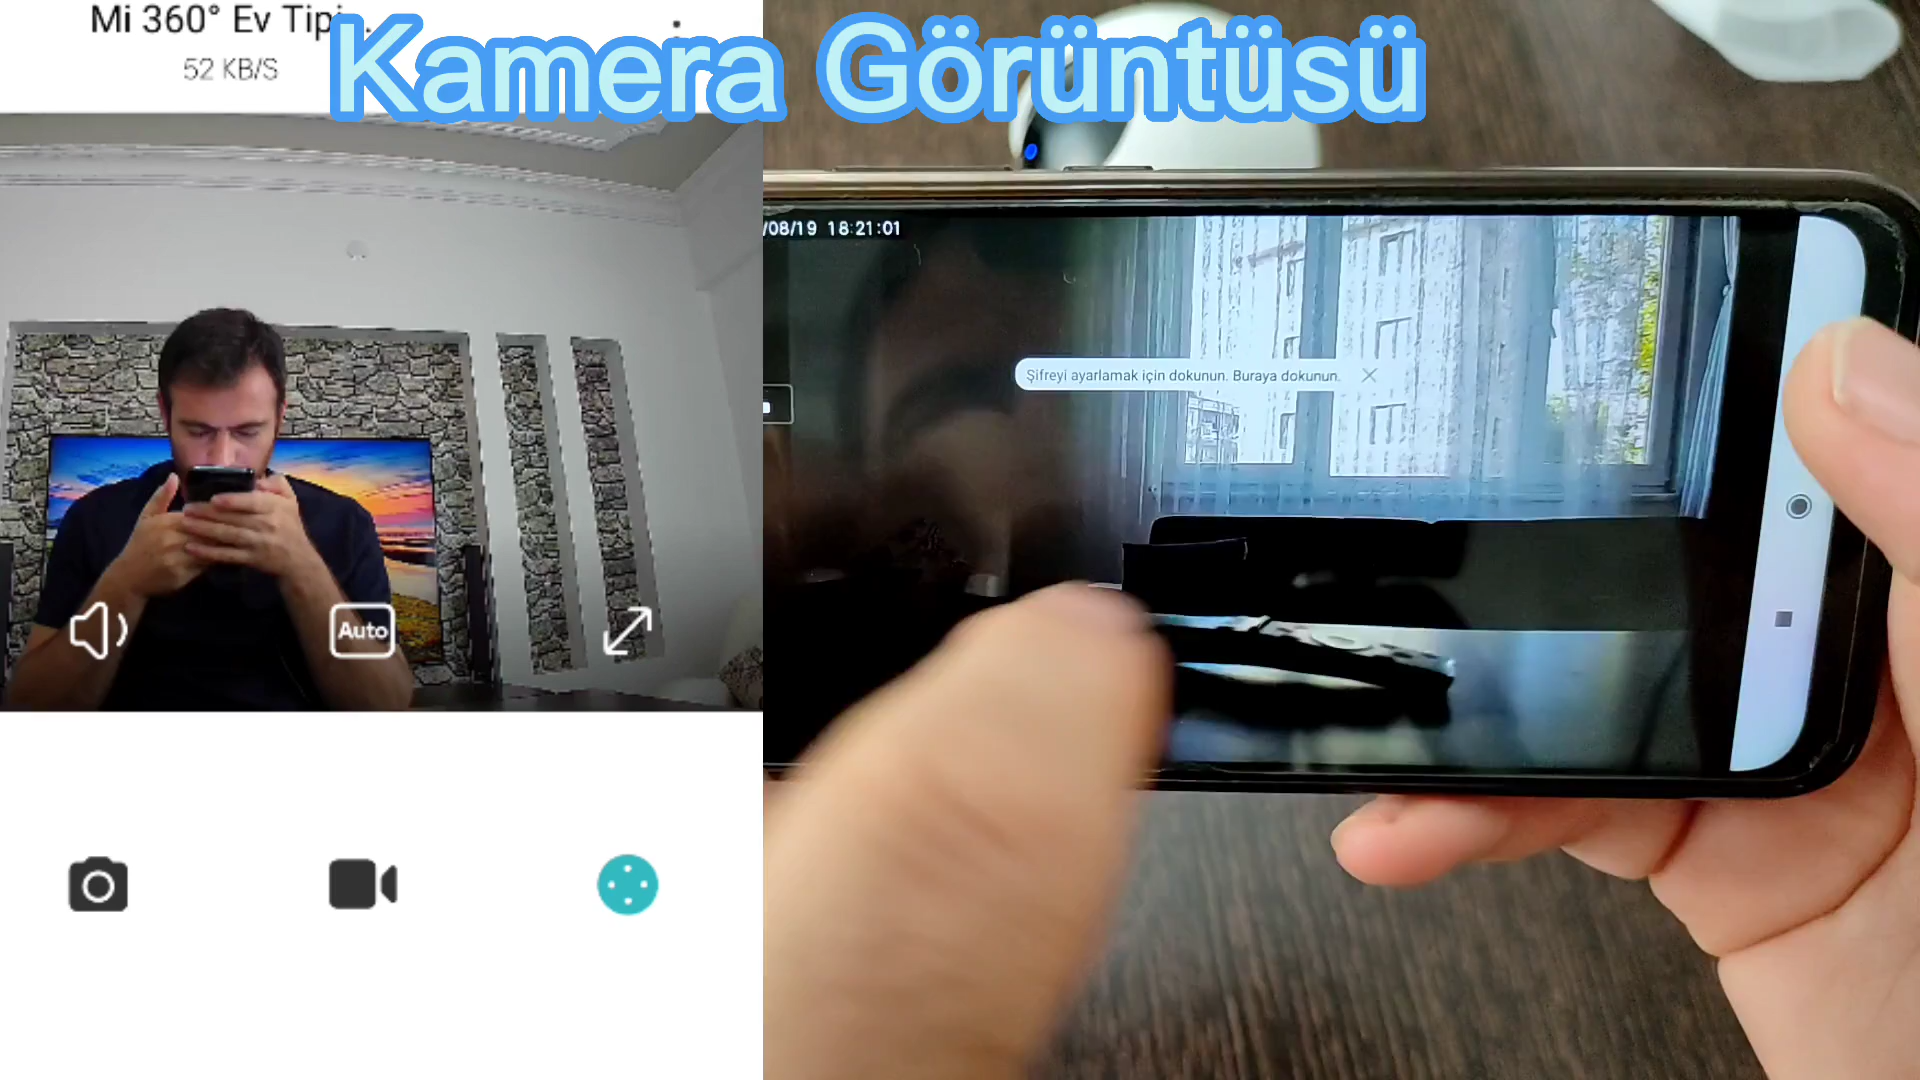 Mi 360° Ev Tipi...
52 KB/S
Kamera Görüntüsü
Auto
/08/19 18:21:01
Şifreyi ayarlamak için dokunun. Buraya dokunun.